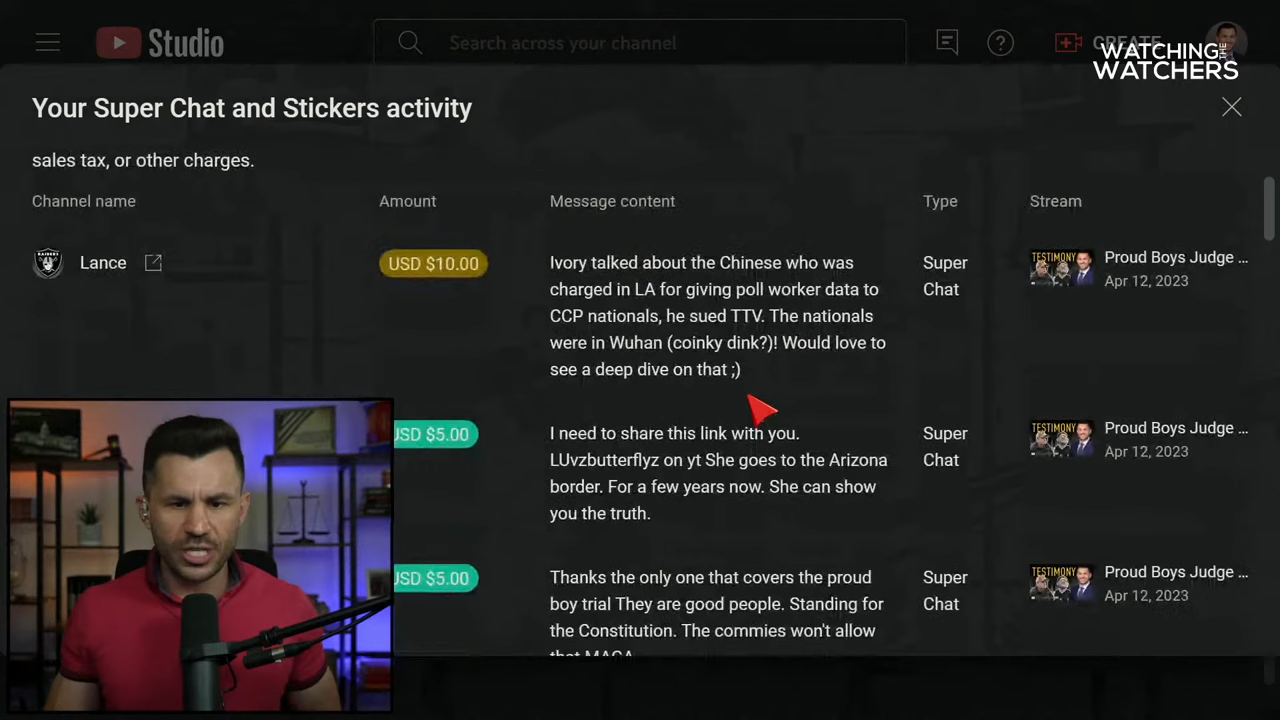 Studio
Search across your channel
CREATE
WATCHING THE
WATCHERS
Your Super Chat and Stickers activity
sales tax, or other charges.
Channel name
Amount
Message content
Type
Stream
RAIDERS
Lance
USD $10.00
Ivory talked about the Chinese who was
charged in LA for giving poll worker data to
CCP nationals, he sued TTV. The nationals
were in Wuhan (coinky dink?)! Would love to
see a deep dive on that ;)
Super
Chat
TESTIMONY
Proud Boys Judge ...
Apr 12, 2023
USD $5.00
I need to share this link with you.
LUvzbutterflyz on yt She goes to the Arizona
border. For a few years now. She can show
you the truth.
Super
Chat
TESTIMONY
Proud Boys Judge ...
Apr 12, 2023
USD $5.00
Thanks the only one that covers the proud
boy trial They are good people. Standing for
the Constitution. The commies won't allow
that MAGA
Super
Chat
TESTIMONY
Proud Boys Judge ...
Apr 12, 2023